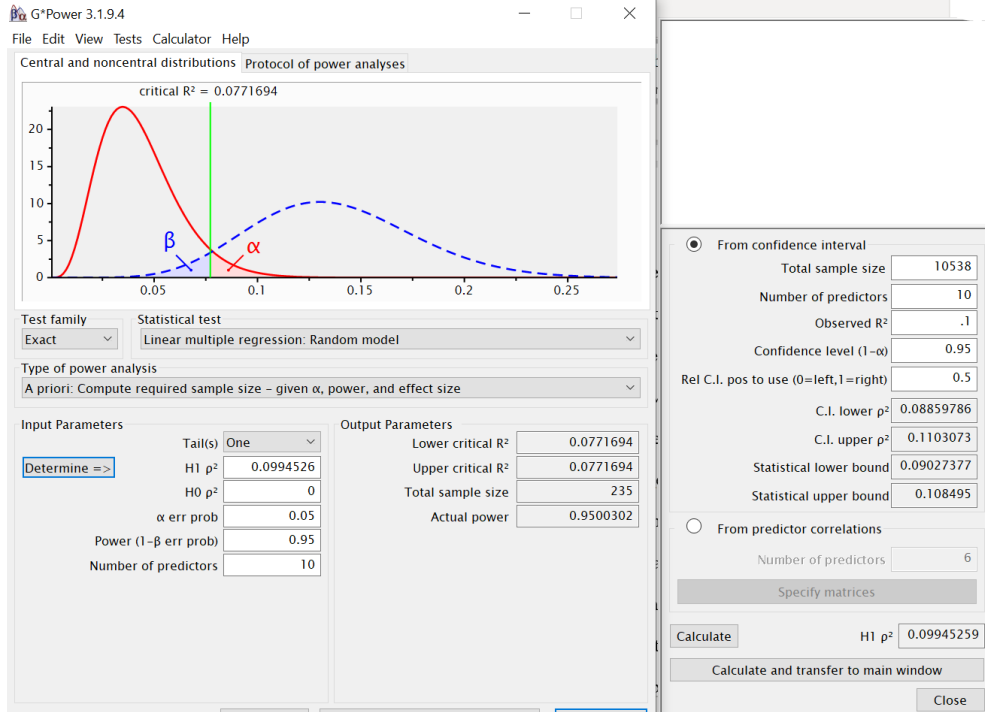 G*Power 3.1.9.4
File Edit View Tests Calculator Help
Central and noncentral distributions Protocol of power analyses
critical R² = 0.0771694
20
15
10
5
0
β
α
0.05 0.1 0.15 0.2 0.25
Test family Statistical test
Exact Linear multiple regression: Random model
Type of power analysis
A priori: Compute required sample size – given α, power, and effect size
Input Parameters
Tail(s) One
Determine => H1 ρ² 0.0994526
H0 ρ² 0
α err prob 0.05
Power (1-β err prob) 0.95
Number of predictors 10
Output Parameters
Lower critical R² 0.0771694
Upper critical R² 0.0771694
Total sample size 235
Actual power 0.9500302
From confidence interval
Total sample size 10538
Number of predictors 10
Observed R² .1
Confidence level (1-α) 0.95
Rel C.I. pos to use (0=left,1=right) 0.5
C.I. lower ρ² 0.08859786
C.I. upper ρ² 0.1103073
Statistical lower bound 0.09027377
Statistical upper bound 0.108495
From predictor correlations
Number of predictors 6
Specify matrices
Calculate H1 ρ² 0.09945259
Calculate and transfer to main window
Close